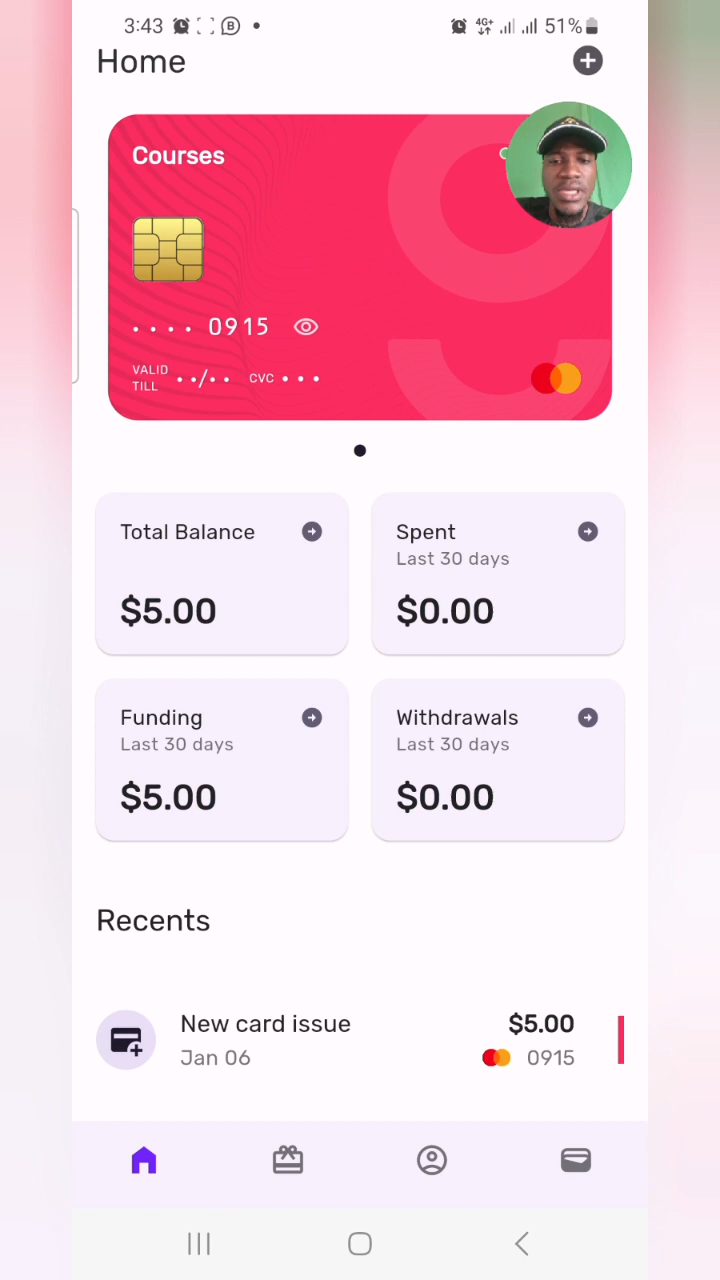 3:43 4G+ 51%
Home
Courses
0915
VALID
TILL
CVC
Total Balance
$5.00
Spent
Last 30 days
$0.00
Funding
Last 30 days
$5.00
Withdrawals
Last 30 days
$0.00
Recents
New card issue $5.00
Jan 06 0915